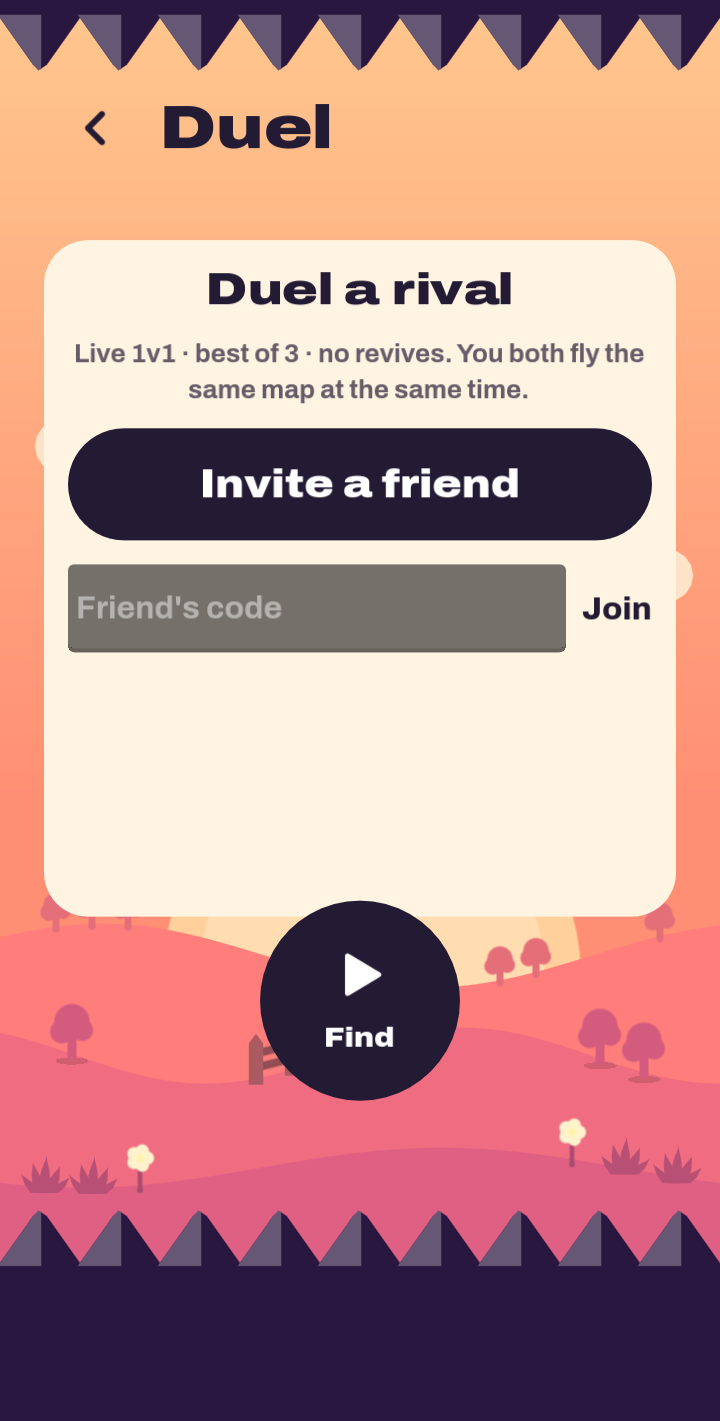 Duel
Duel a rival
Live 1v1 · best of 3 · no revives. You both fly the
same map at the same time.
Invite a friend
Friend's code
Join
Find